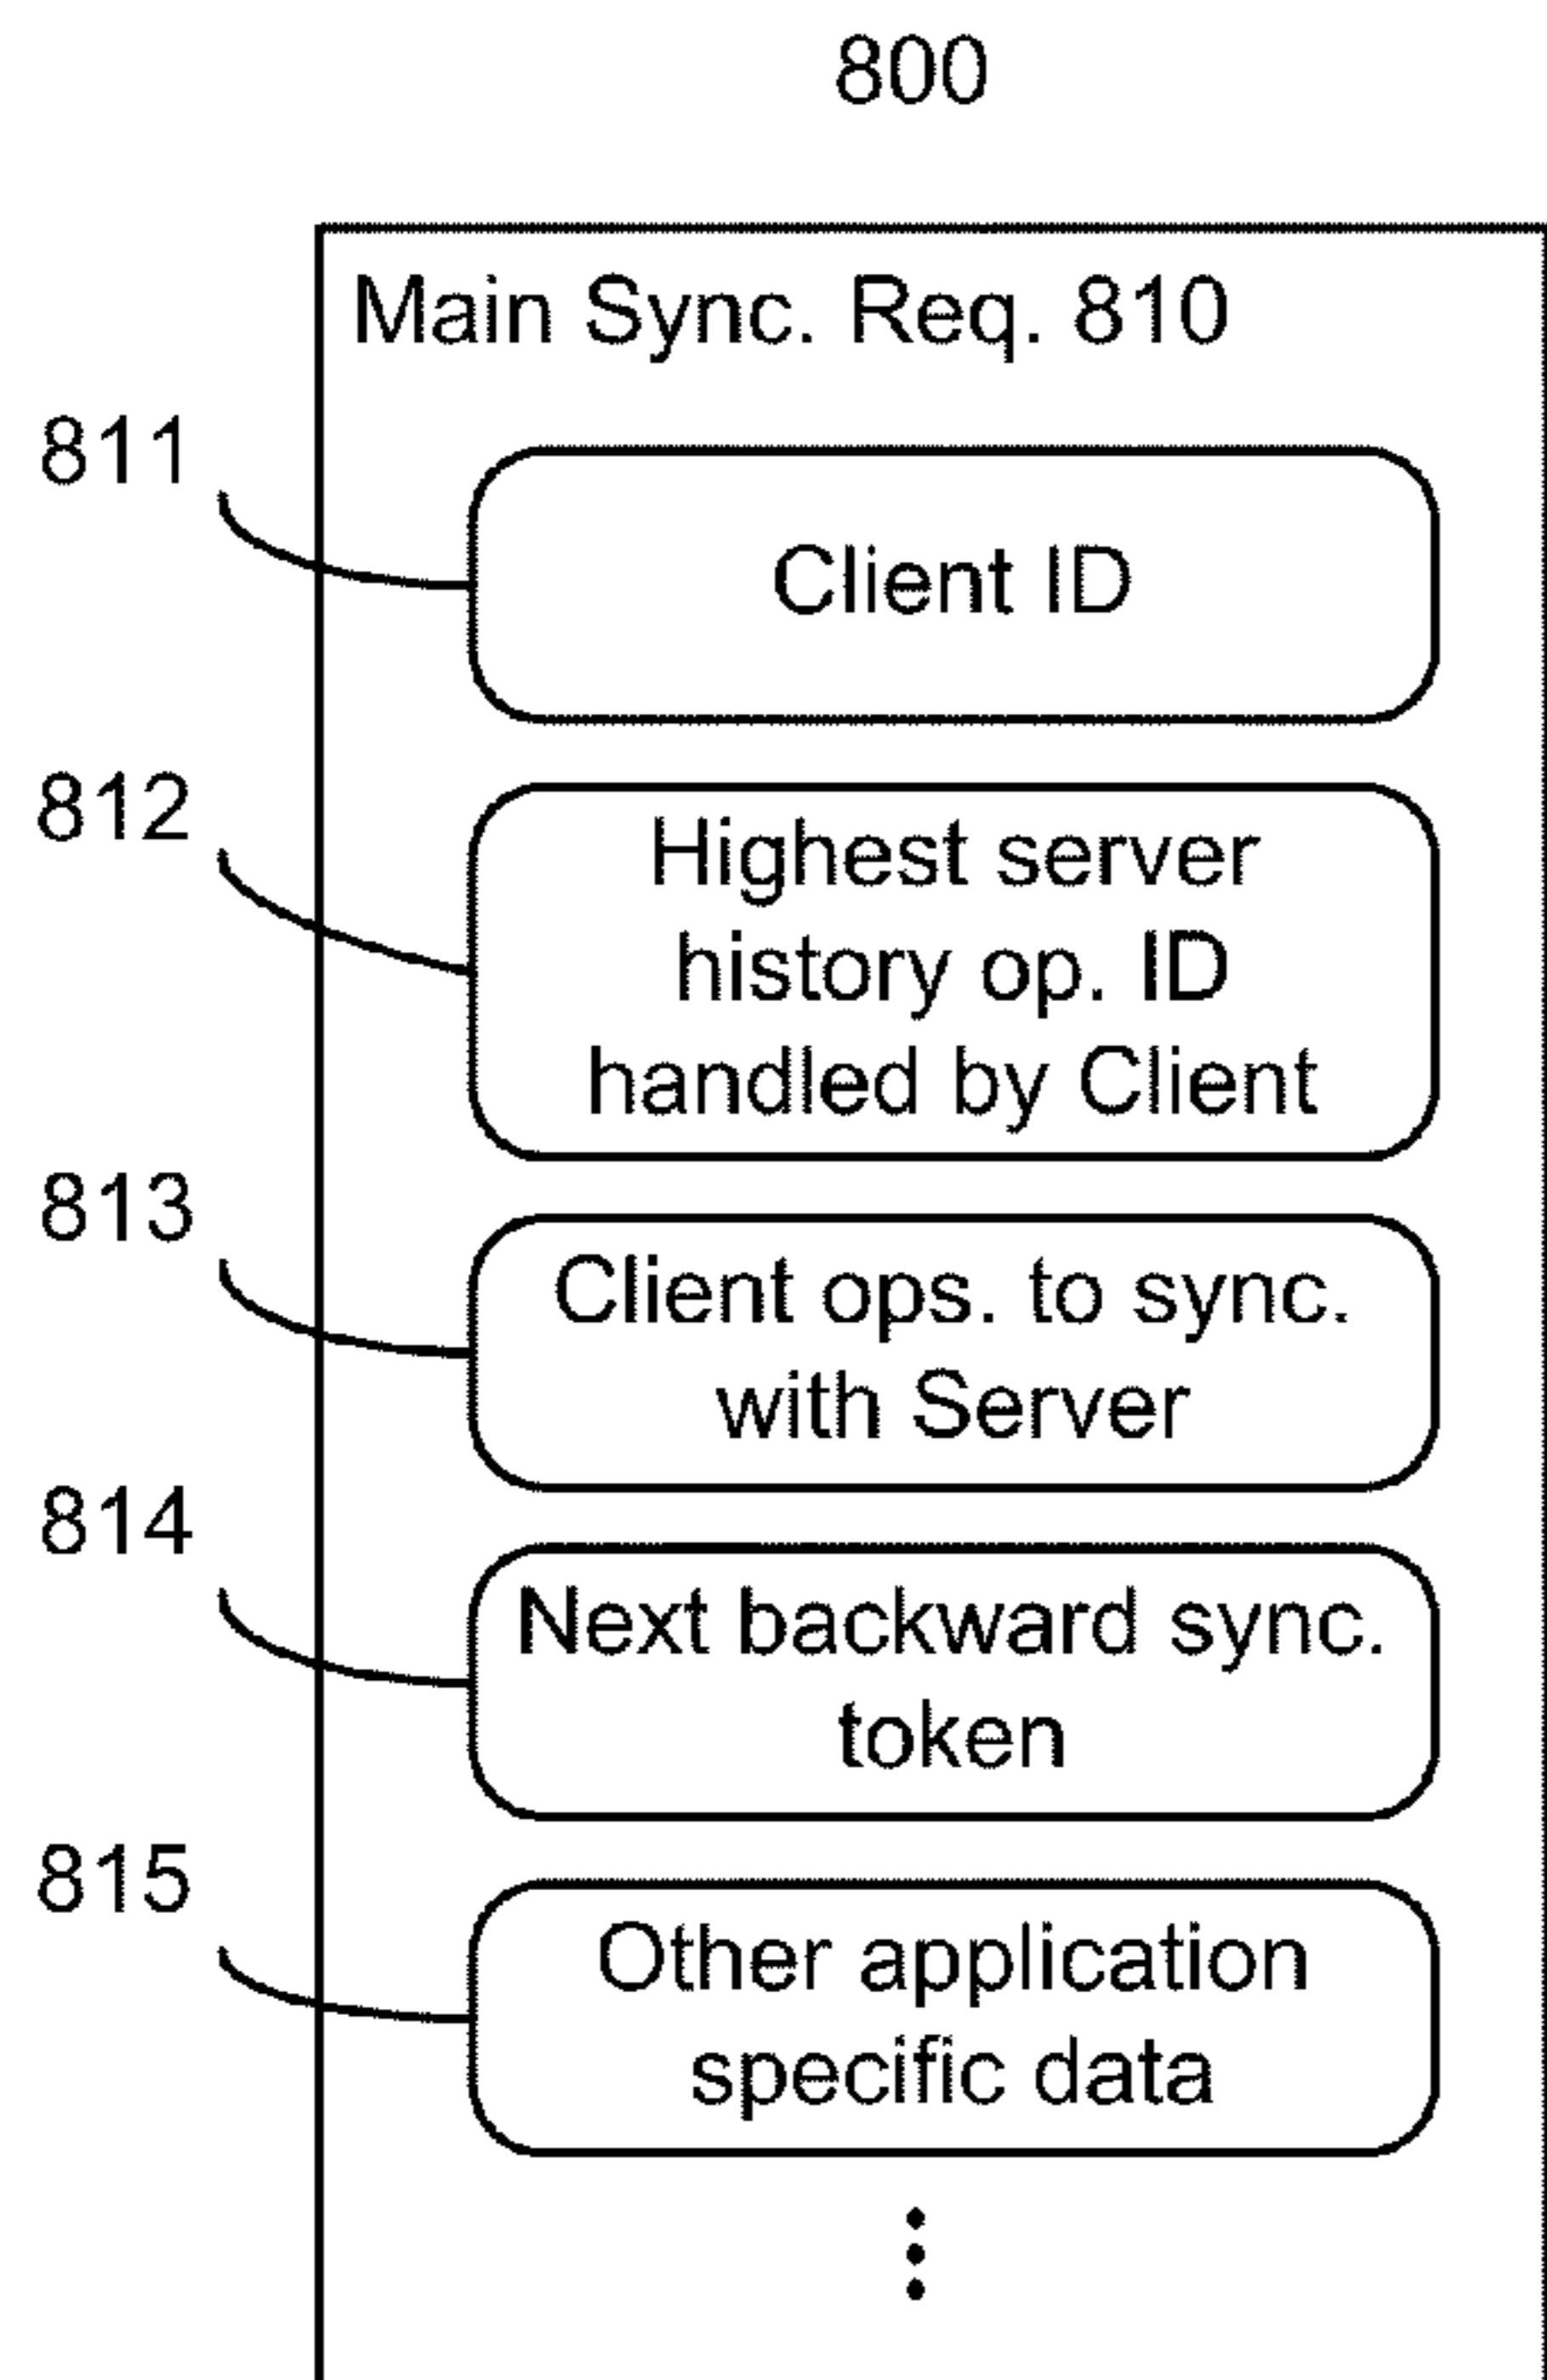 800
Main Sync. Req. 810
811
Client ID
812
Highest server
history op. ID
handled by Client
813
Client ops. to sync.
with Server
814
Next backward sync.
token
815
Other application
specific data